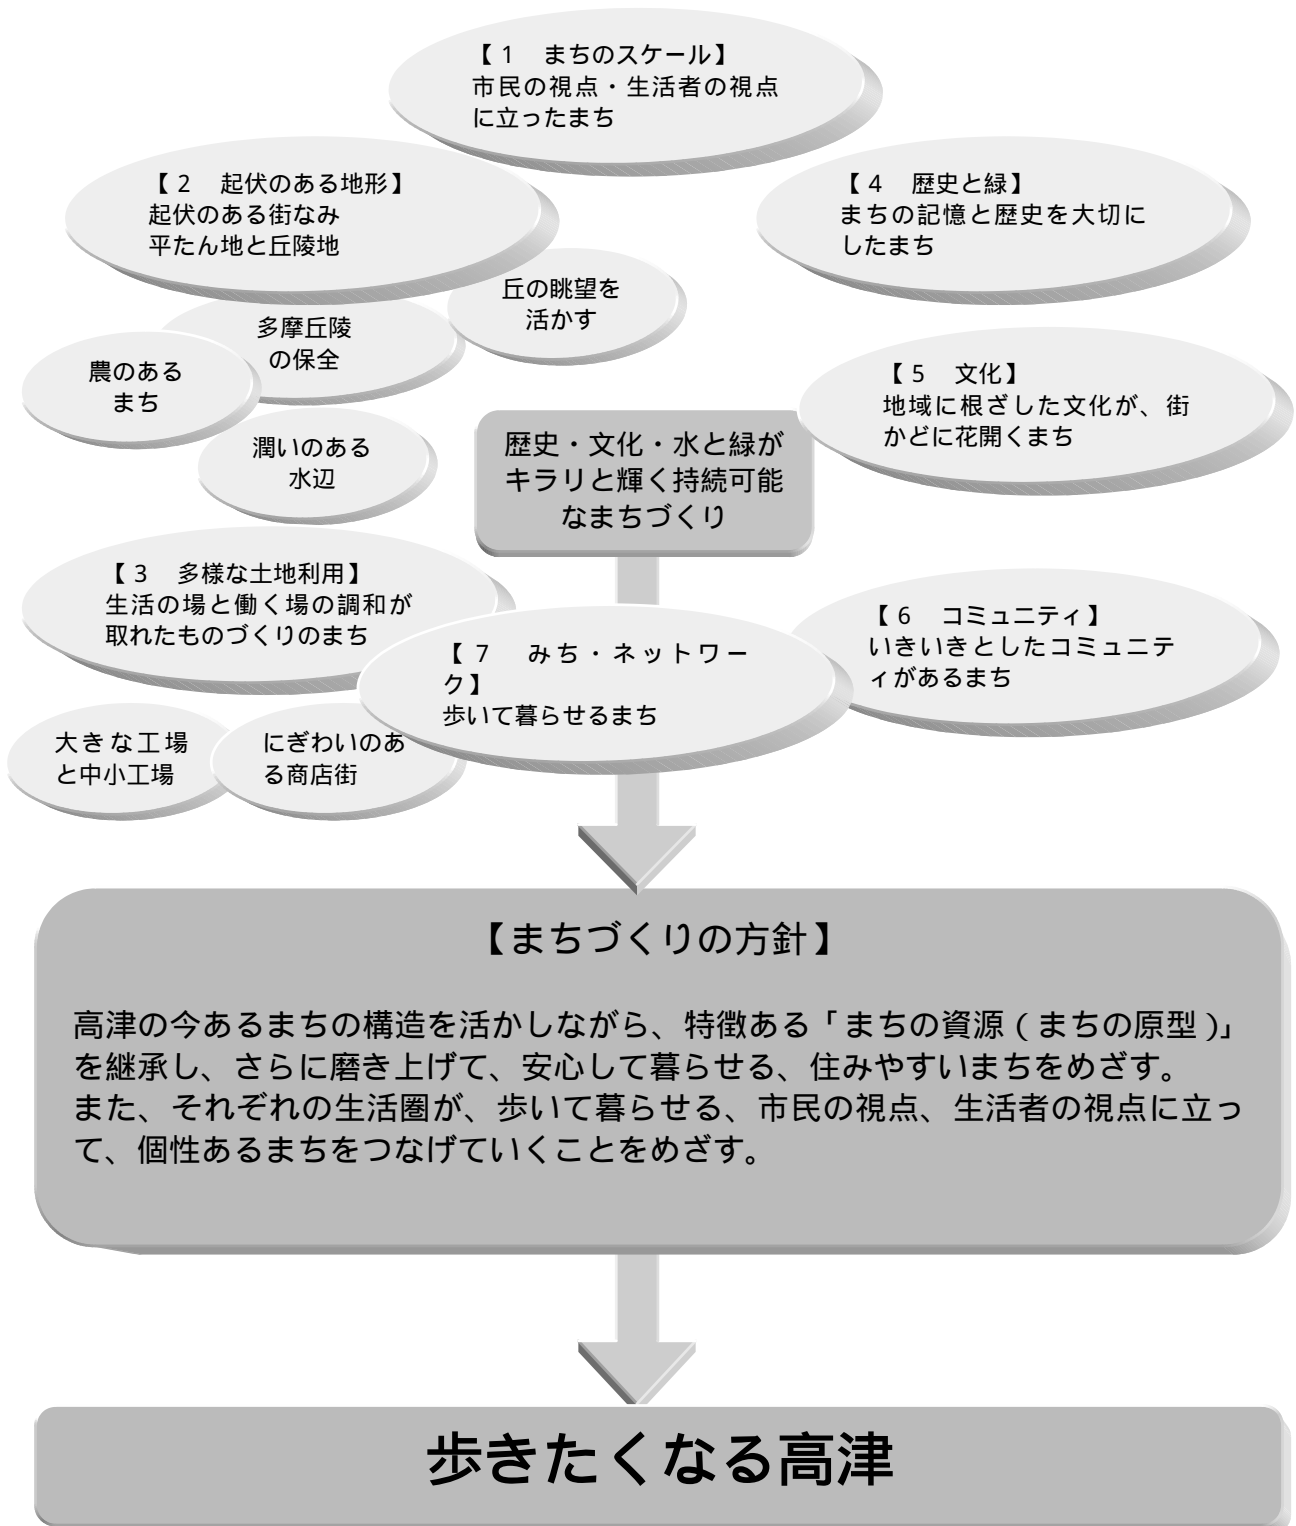 【1　まちのスケール】
市民の視点・生活者の視点
に立ったまち
【2　起伏のある地形】
起伏のある街なみ
平たん地と丘陵地
【4　歴史と緑】
まちの記憶と歴史を大切に
したまち
丘の眺望を
活かす
多摩丘陵
の保全
農のある
まち
潤いのある
水辺
歴史・文化・水と緑が
キラリと輝く持続可能
なまちづくり
【5　文化】
地域に根ざした文化が、街
かどに花開くまち
【3　多様な土地利用】
生活の場と働く場の調和が
取れたものづくりのまち
【6　コミュニティ】
いきいきとしたコミュニテ
ィがあるまち
【7　みち・ネットワー
ク】
歩いて暮らせるまち
大きな工場
と中小工場
にぎわいのあ
る商店街
【まちづくりの方針】
高津の今あるまちの構造を活かしながら、特徴ある「まちの資源(まちの原型)」
を継承し、さらに磨き上げて、安心して暮らせる、住みやすいまちをめざす。
また、それぞれの生活圏が、歩いて暮らせる、市民の視点、生活者の視点に立っ
て、個性あるまちをつなげていくことをめざす。
歩きたくなる高津